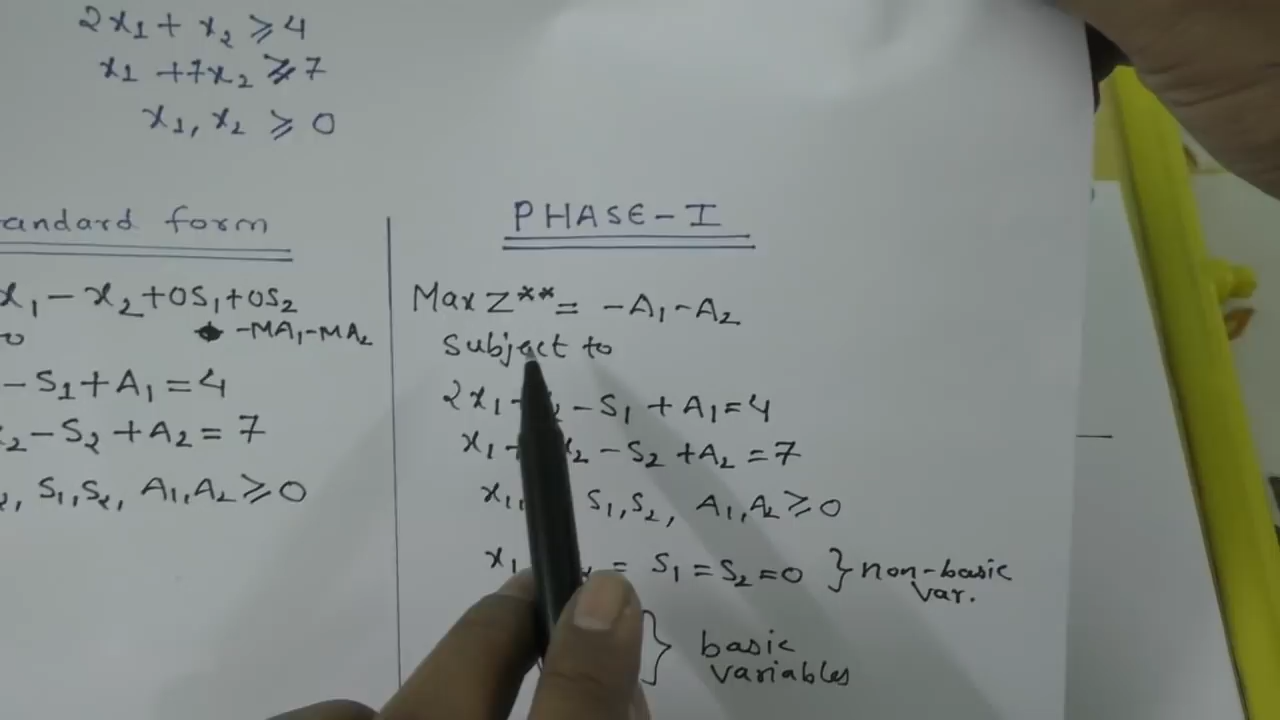 2x₁ + x₂ ⩾ 4
x₁ + 7x₂ ⩾ 7
x₁, x₂ ⩾ 0
andard form
x₁ - x₂ + 0S₁ + 0S₂
-MA₁-MA₂
- S₁ + A₁ = 4
₂ - S₂ + A₂ = 7
, S₁, S₂, A₁, A₂ ⩾ 0
PHASE-I
Max Z** = -A₁-A₂
Subject to
2x₁ - S₁ + A₁ = 4
x₁ x₂ - S₂ + A₂ = 7
x₁, S₁, S₂, A₁, A₂ ⩾ 0
x₁ = S₁ = S₂ = 0 } non-basic
var.
} basic
variables